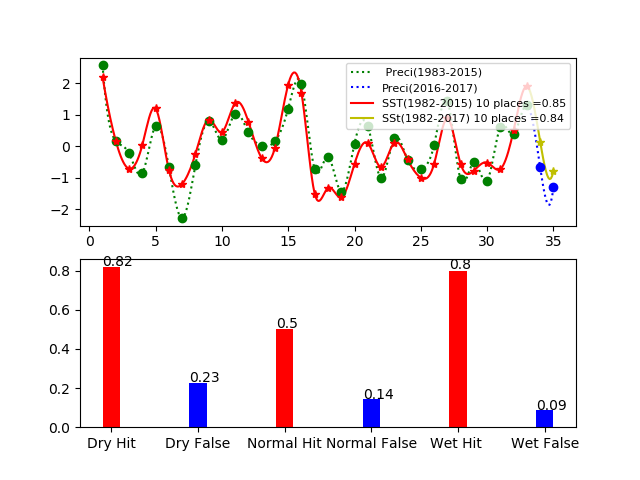 2
1
0
−1
−2
Preci(1983-2015)
Preci(2016-2017)
SST(1982-2015) 10 places =0.85
SSt(1982-2017) 10 places =0.84
0 5 10 15 20 25 30 35
0.8
0.6
0.4
0.2
0.0
0.82
0.23
0.5
0.14
0.8
0.09
Dry Hit Dry False Normal Hit Normal False Wet Hit Wet False